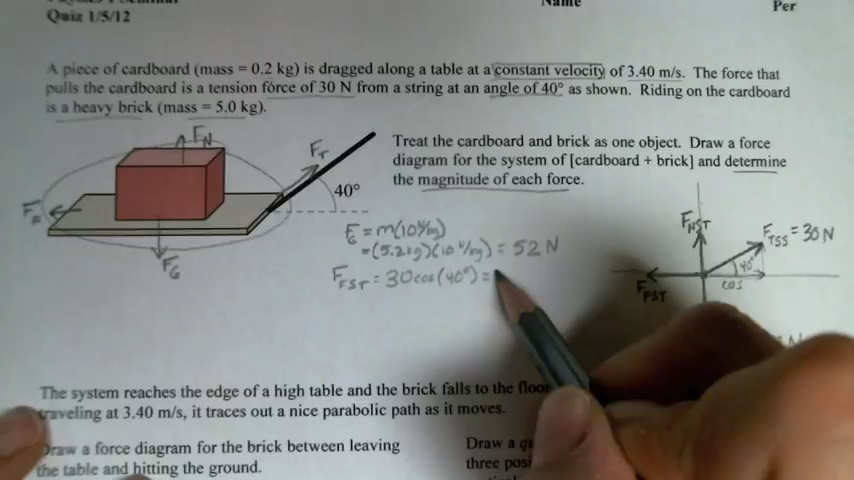 Name
Per
Quiz 1/5/12
A piece of cardboard (mass = 0.2 kg) is dragged along a table at a constant velocity of 3.40 m/s. The force that
pulls the cardboard is a tension force of 30 N from a string at an angle of 40° as shown. Riding on the cardboard
is a heavy brick (mass = 5.0 kg).
Treat the cardboard and brick as one object. Draw a force
diagram for the system of [cardboard + brick] and determine
the magnitude of each force.
FN
FT
40°
FF
FG
FG = m(10 N/kg)
= (5.2 kg)(10 N/kg) = 52 N
FFST = 30 cos(40°) =
FNST
FTSS = 30 N
40°
cos
FFST
The system reaches the edge of a high table and the brick falls to the floor
traveling at 3.40 m/s, it traces out a nice parabolic path as it moves.
Draw a force diagram for the brick between leaving
the table and hitting the ground.
Draw a
three